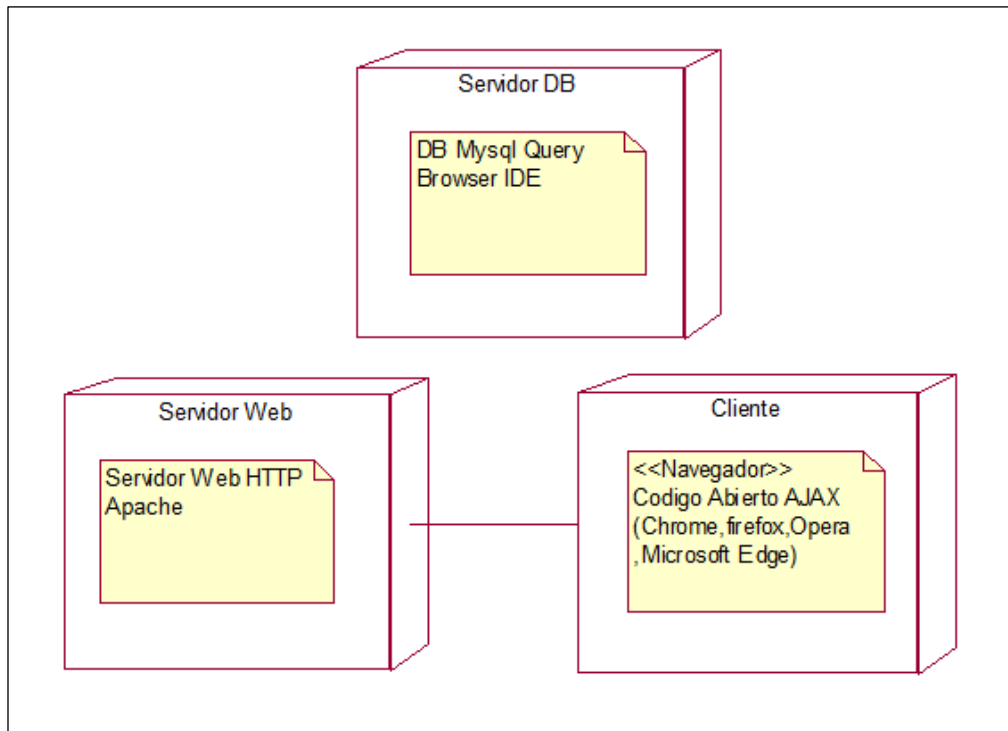 Servidor DB
DB Mysql Query
Browser IDE
Servidor Web
Servidor Web HTTP
Apache
Cliente
<<Navegador>>
Codigo Abierto AJAX
(Chrome,firefox,Opera
,Microsoft Edge)